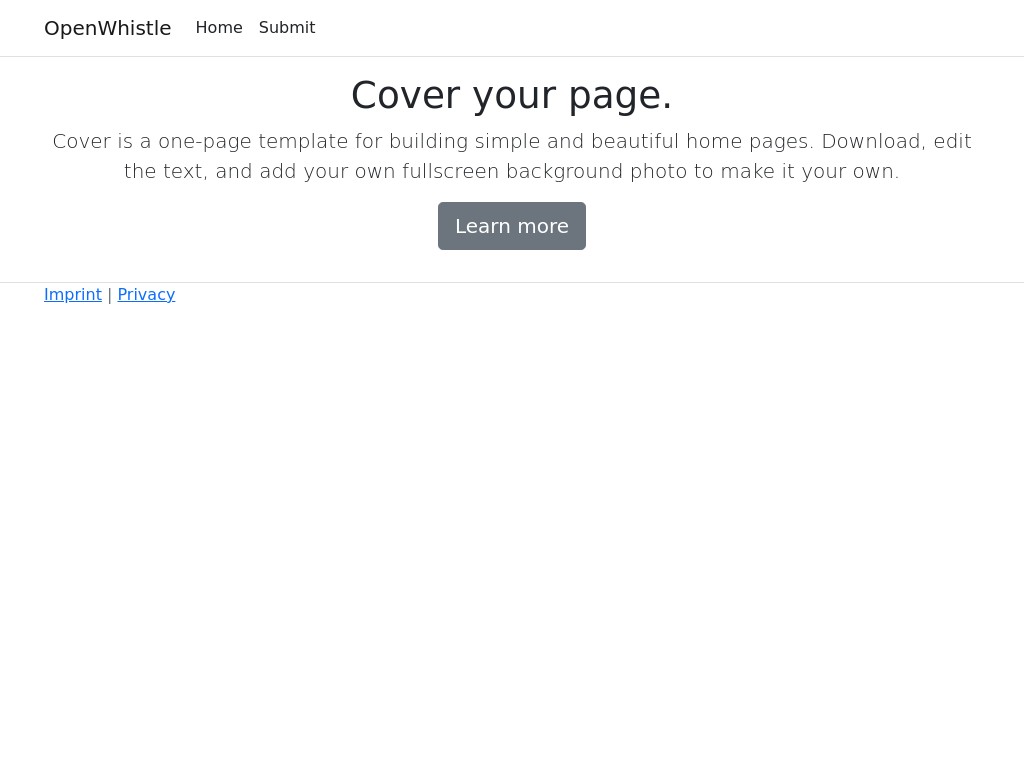 OpenWhistle Home Submit
Cover your page.
Cover is a one-page template for building simple and beautiful home pages. Download, edit
the text, and add your own fullscreen background photo to make it your own.
Learn more
Imprint | Privacy